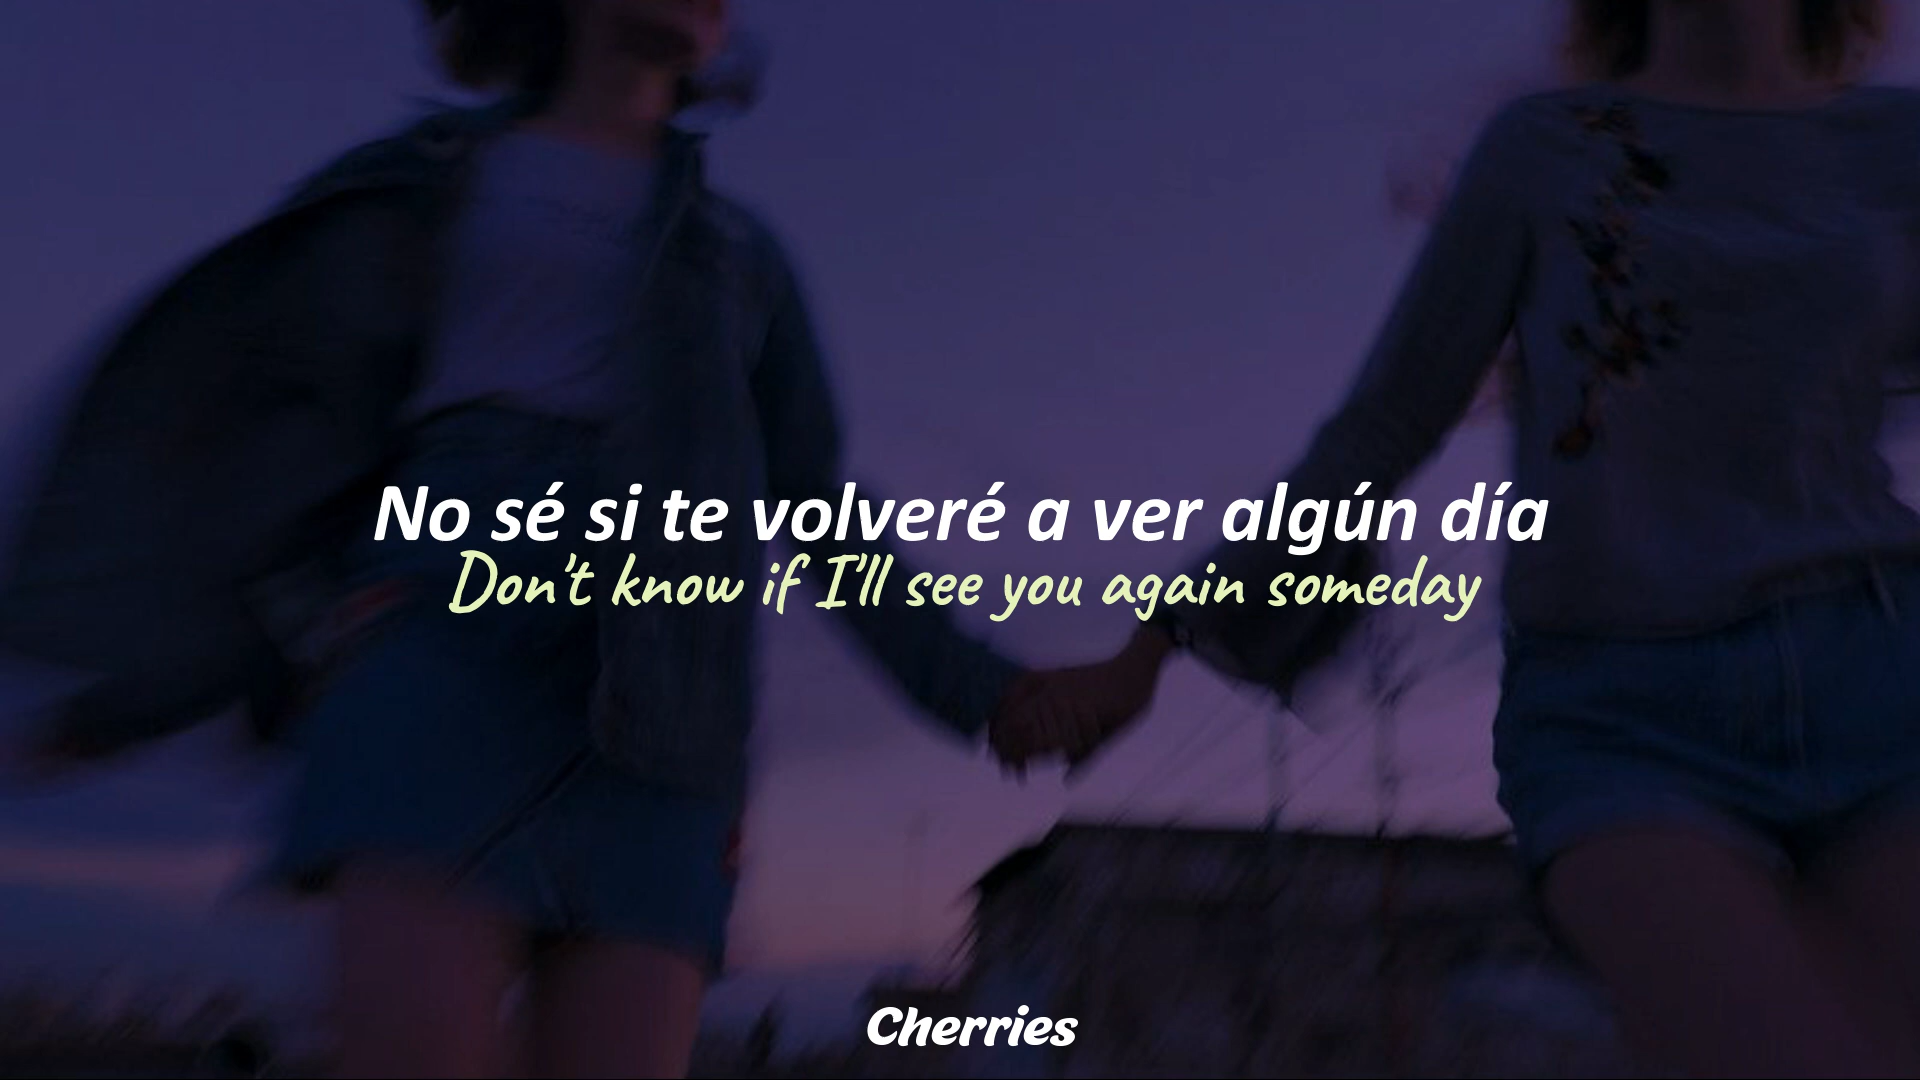 No sé si te volveré a ver algún día
Don't know if I'll see you again someday
Cherries